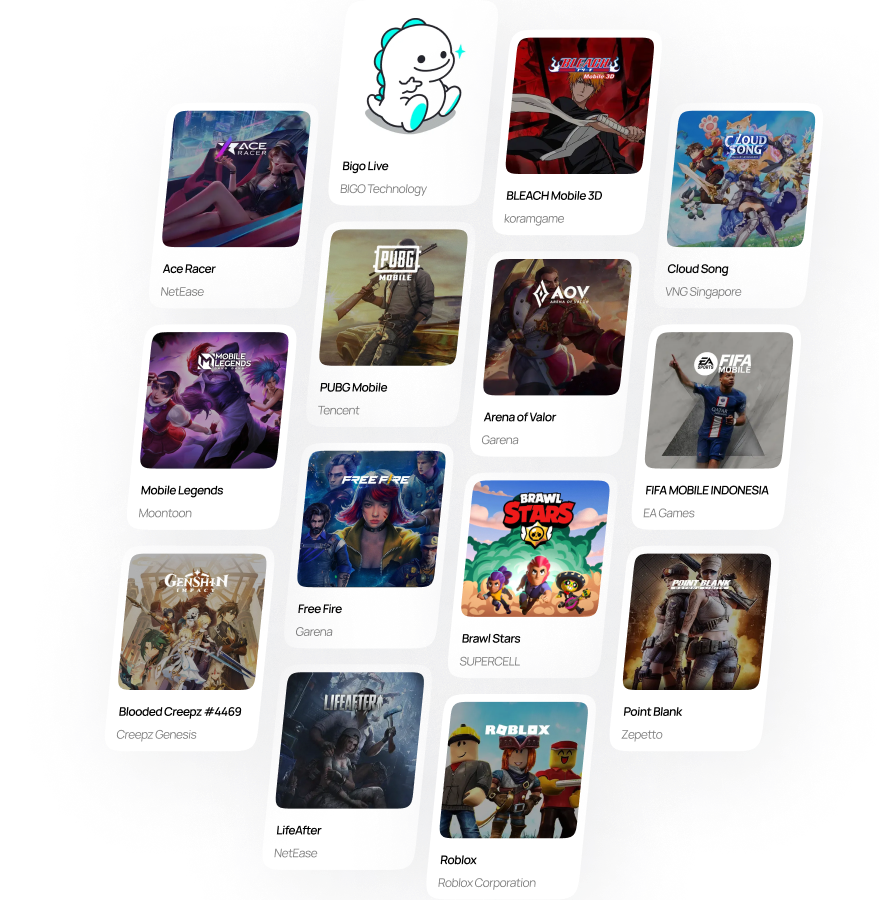 ACE
RACER
Ace Racer
NetEase
MOBILE
LEGENDS
Mobile Legends
Moontoon
GENSHIN
IMPACT
Blooded Creepz #4469
Creepz Genesis
Bigo Live
BIGO Technology
PUBG
MOBILE
PUBG Mobile
Tencent
FREE FIRE
Free Fire
Garena
LIFEAFTER
LifeAfter
NetEase
BLEACH
Mobile 3D
BLEACH Mobile 3D
koramgame
AOV
ARENA OF VALOR
Arena of Valor
Garena
BRAWL
STARS
Brawl Stars
SUPERCELL
ROBLOX
Roblox
Roblox Corporation
CLOUD
SONG
Cloud Song
VNG Singapore
EA
SPORTS
FIFA
MOBILE
QATAR
FIFA MOBILE INDONESIA
EA Games
POINT BLANK
Point Blank
Zepetto